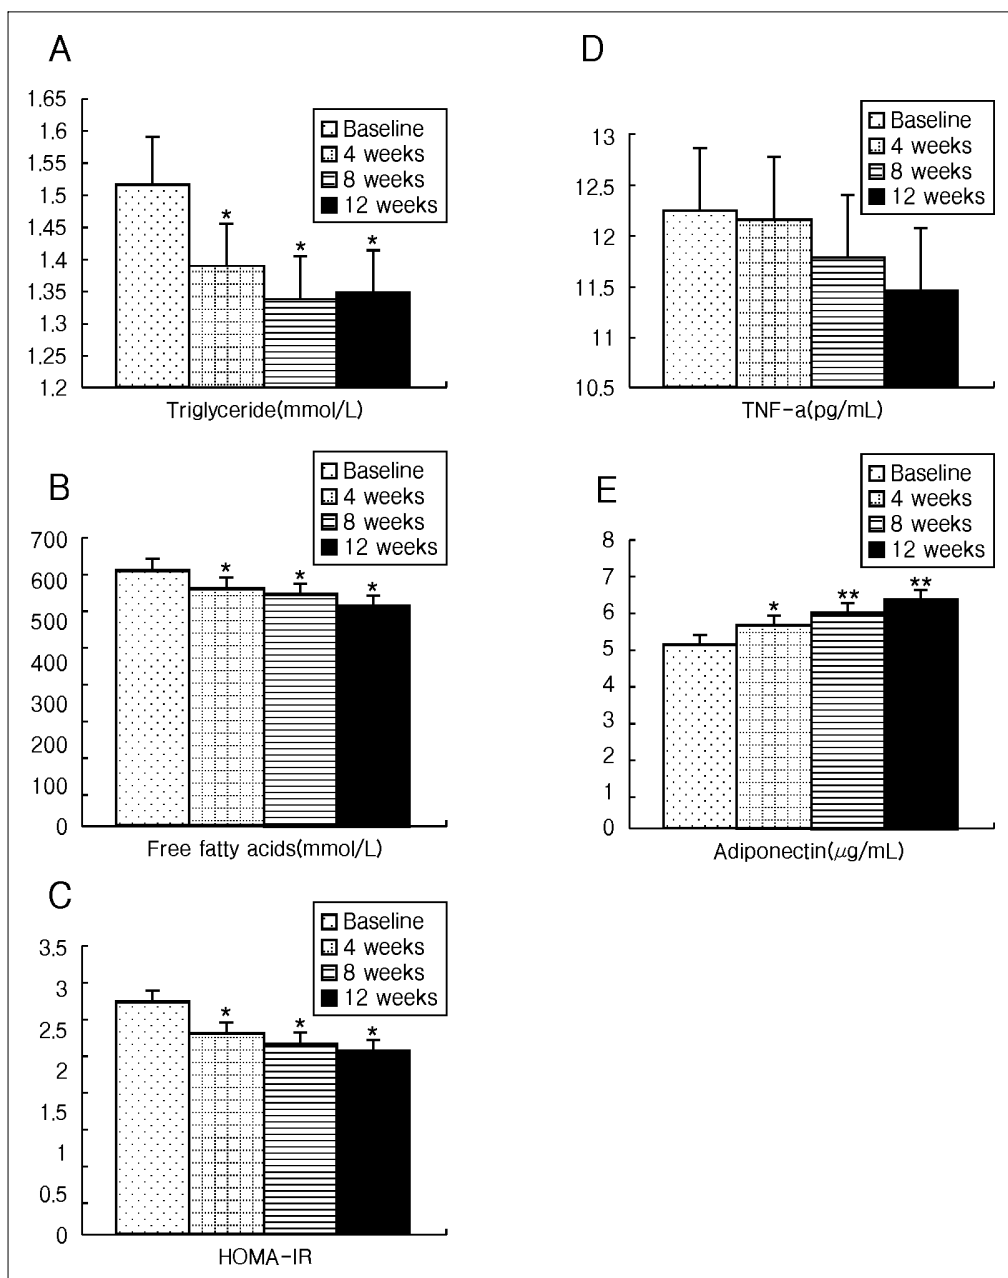 A
1.65
1.6
1.55
1.5
1.45
1.4
1.35
1.3
1.25
1.2
Baseline
4 weeks
8 weeks
12 weeks
*
*
*
Triglyceride(mmol/L)
B
700
600
500
400
300
200
100
0
Baseline
4 weeks
8 weeks
12 weeks
*
*
*
Free fatty acids(mmol/L)
C
3.5
3
2.5
2
1.5
1
0.5
0
Baseline
4 weeks
8 weeks
12 weeks
*
*
*
HOMA-IR
D
13
12.5
12
11.5
11
10.5
Baseline
4 weeks
8 weeks
12 weeks
TNF-a(pg/mL)
E
8
7
6
5
4
3
2
1
0
Baseline
4 weeks
8 weeks
12 weeks
*
**
**
Adiponectin(μg/mL)